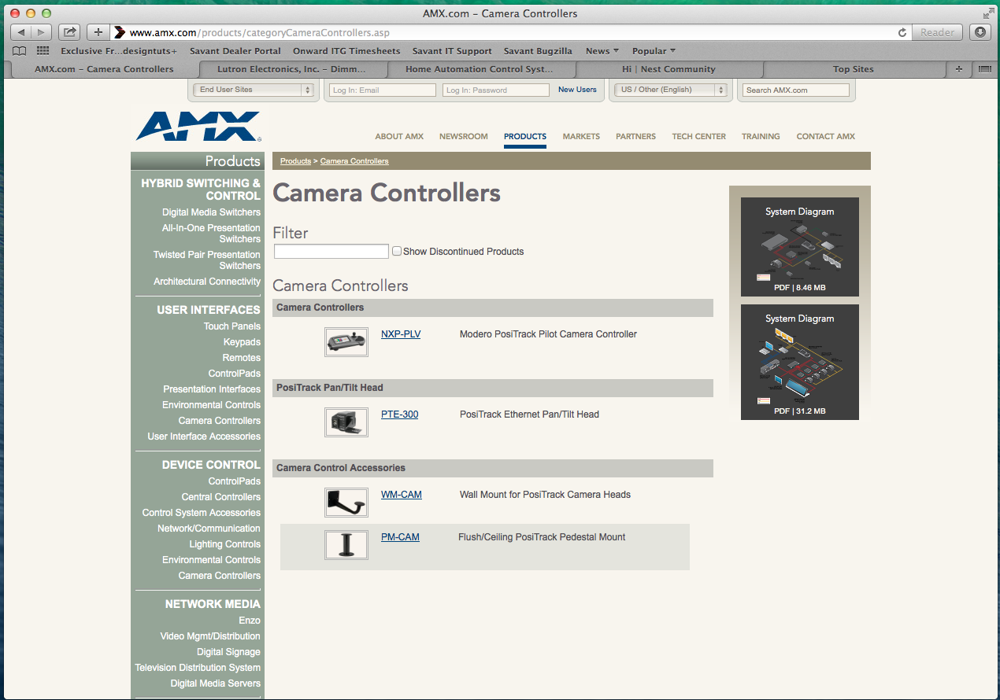 AMX.com – Camera Controllers
www.amx.com/products/categoryCameraControllers.asp
Reader
Exclusive Fr...designtuts+ Savant Dealer Portal Onward ITG Timesheets Savant IT Support Savant Bugzilla News Popular
AMX.com – Camera Controllers Lutron Electronics, Inc. – Dimm... Home Automation Control Syst... Hi | Nest Community Top Sites
End User Sites Log In: Email Log In: Password New Users US / Other (English) Search AMX.com
AMX
ABOUT AMX NEWSROOM PRODUCTS MARKETS PARTNERS TECH CENTER TRAINING CONTACT AMX
Products
HYBRID SWITCHING &
CONTROL
Digital Media Switchers
All-In-One Presentation
Switchers
Twisted Pair Presentation
Switchers
Architectural Connectivity
USER INTERFACES
Touch Panels
Keypads
Remotes
ControlPads
Presentation Interfaces
Environmental Controls
Camera Controllers
User Interface Accessories
DEVICE CONTROL
ControlPads
Central Controllers
Control System Accessories
Network/Communication
Lighting Controls
Environmental Controls
Camera Controllers
NETWORK MEDIA
Enzo
Video Mgmt/Distribution
Digital Signage
Television Distribution System
Digital Media Servers
Products > Camera Controllers
Camera Controllers
Filter
Show Discontinued Products
Camera Controllers
Camera Controllers
NXP-PLV Modero PosiTrack Pilot Camera Controller
PosiTrack Pan/Tilt Head
PTE-300 PosiTrack Ethernet Pan/Tilt Head
Camera Control Accessories
WM-CAM Wall Mount for PosiTrack Camera Heads
PM-CAM Flush/Ceiling PosiTrack Pedestal Mount
System Diagram
PDF | 8.46 MB
System Diagram
PDF | 31.2 MB